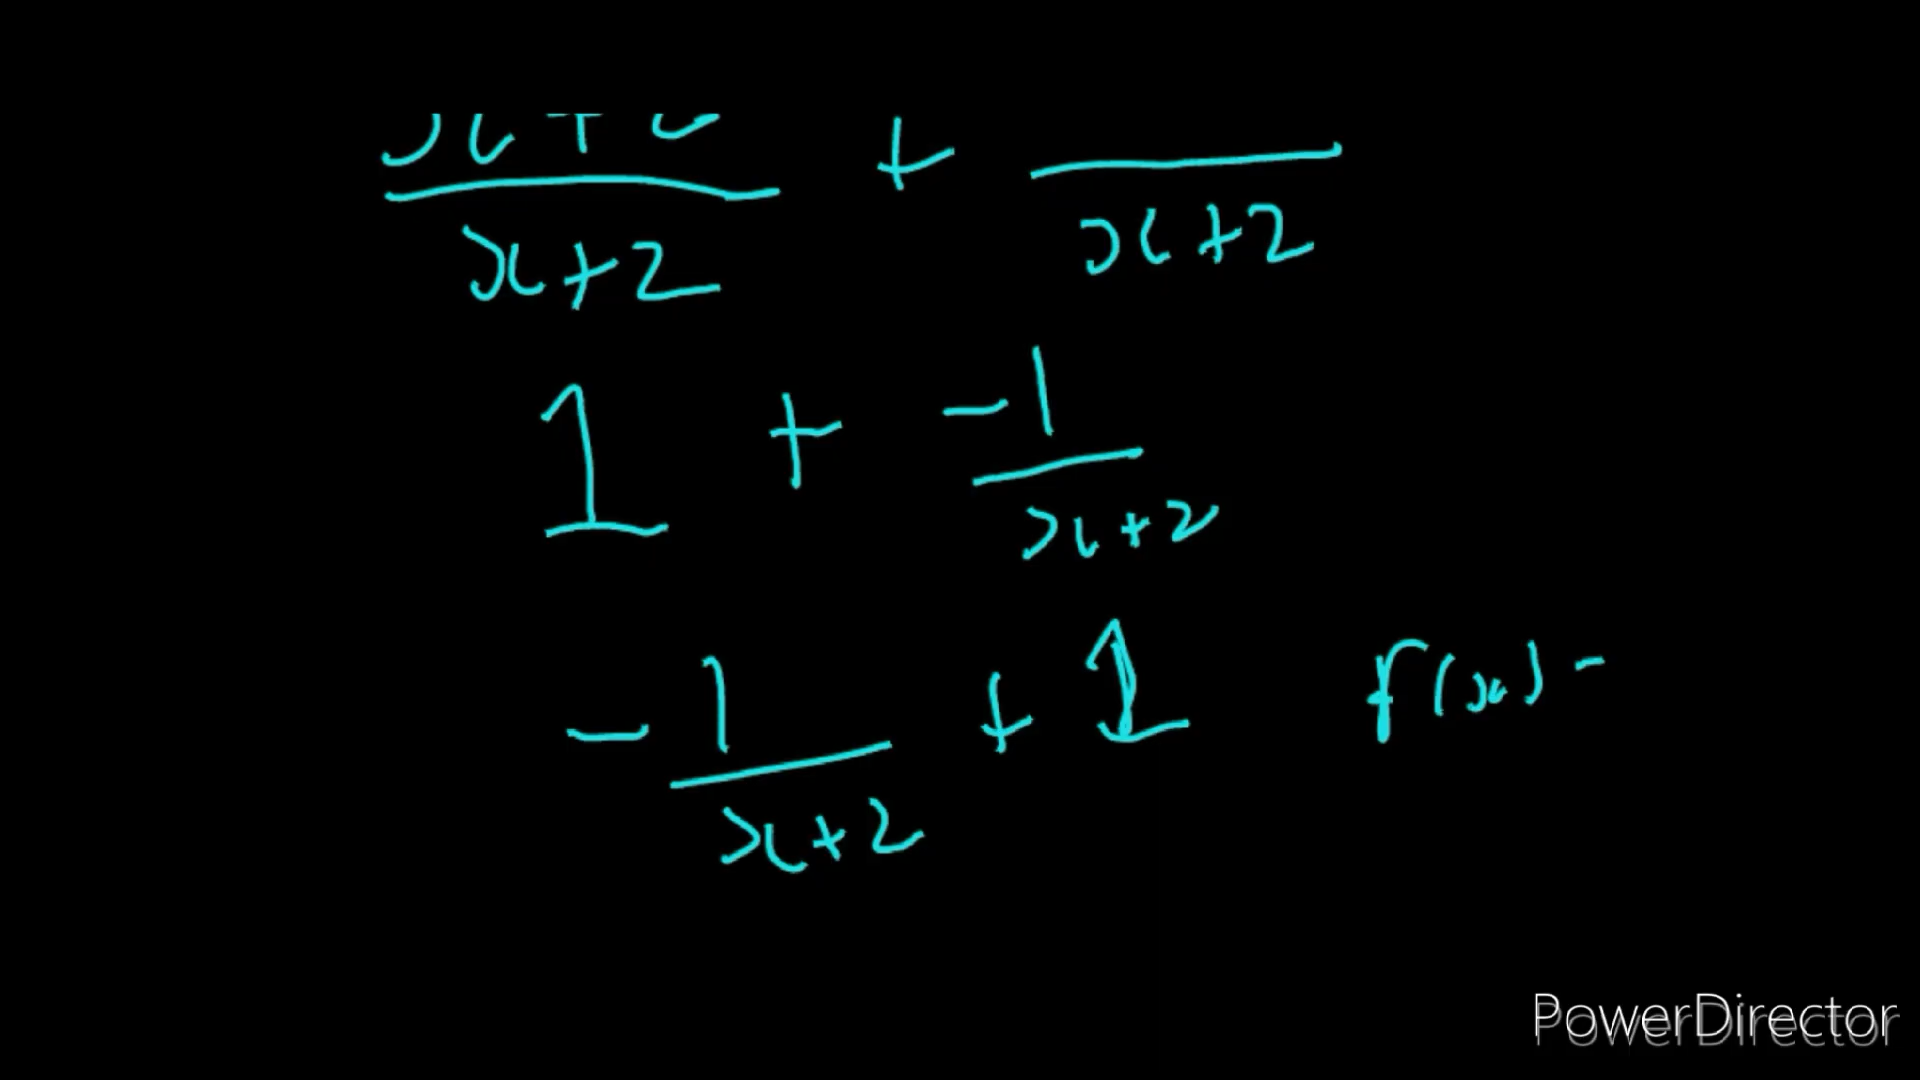 +
x+2 x+2
1 + -1
x+2
-1 + 1 f(x) -
x+2
PowerDirector